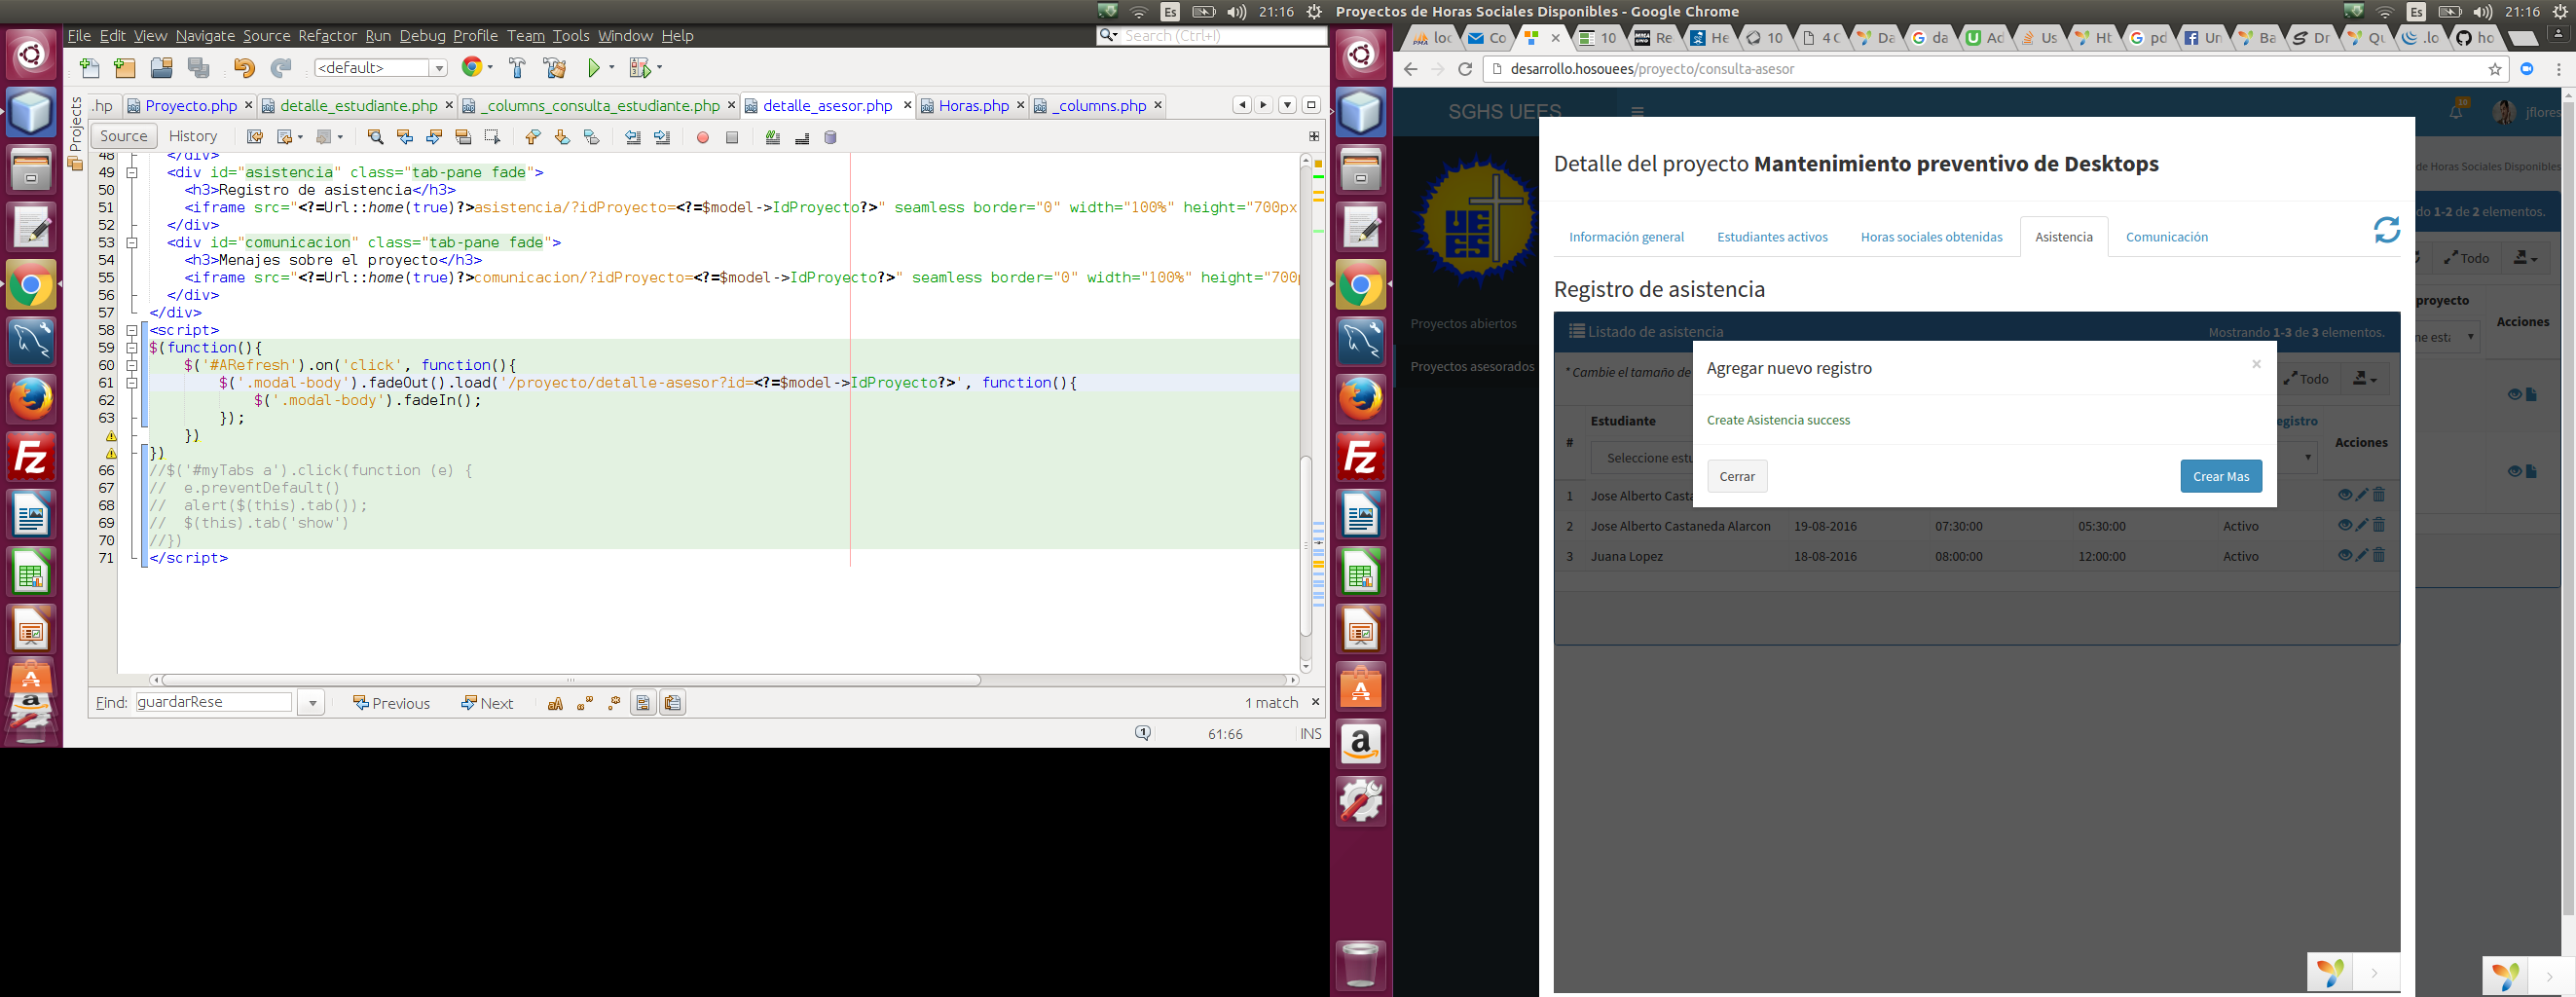 Es 21:16
File Edit View Navigate Source Refactor Run Debug Profile Team Tools Window Help
Search (Ctrl+I)
<default>
Projects
.hp Proyecto.php detalle_estudiante.php _columns_consulta_estudiante.php detalle_asesor.php Horas.php _columns.php
Source History
48 </div>
49 <div id="asistencia" class="tab-pane fade">
50 <h3>Registro de asistencia</h3>
51 <iframe src="<?=Url::home(true)?>asistencia/?idProyecto=<?=$model->IdProyecto?>" seamless border="0" width="100%" height="700px
52 </div>
53 <div id="comunicacion" class="tab-pane fade">
54 <h3>Menajes sobre el proyecto</h3>
55 <iframe src="<?=Url::home(true)?>comunicacion/?idProyecto=<?=$model->IdProyecto?>" seamless border="0" width="100%" height="700p
56 </div>
57 </div>
58 <script>
59 $(function(){
60 $('#ARefresh').on('click', function(){
61 $('.modal-body').fadeOut().load('/proyecto/detalle-asesor?id=<?=$model->IdProyecto?>', function(){
62 $('.modal-body').fadeIn();
63 });
})
})
66 //$('#myTabs a').click(function (e) {
67 // e.preventDefault()
68 // alert($(this).tab());
69 // $(this).tab('show')
70 //})
71 </script>
Find: guardarRese Previous Next 1 match
1 61:66 INS
Proyectos de Horas Sociales Disponibles - Google Chrome Es 21:16
loc Co 10 Re He 10 4 C Da da Ad Us Ht pd Un Ba Dr Qu .lo ho
desarrollo.hosouees/proyecto/consulta-asesor
SGHS UEES 10 jflores
UEES
Proyectos abiertos
Proyectos asesorados
de Horas Sociales Disponibles
do 1-2 de 2 elementos.
Todo
proyecto Acciones
ne esta
Detalle del proyecto Mantenimiento preventivo de Desktops
Información general Estudiantes activos Horas sociales obtenidas Asistencia Comunicación
Registro de asistencia
Listado de asistencia Mostrando 1-3 de 3 elementos.
* Cambie el tamaño de Todo
# Estudiante egistro Acciones
Seleccione estu
Agregar nuevo registro ×
Create Asistencia success
Cerrar Crear Mas
1 Jose Alberto Casta
2 Jose Alberto Castaneda Alarcon 19-08-2016 07:30:00 05:30:00 Activo
3 Juana Lopez 18-08-2016 08:00:00 12:00:00 Activo